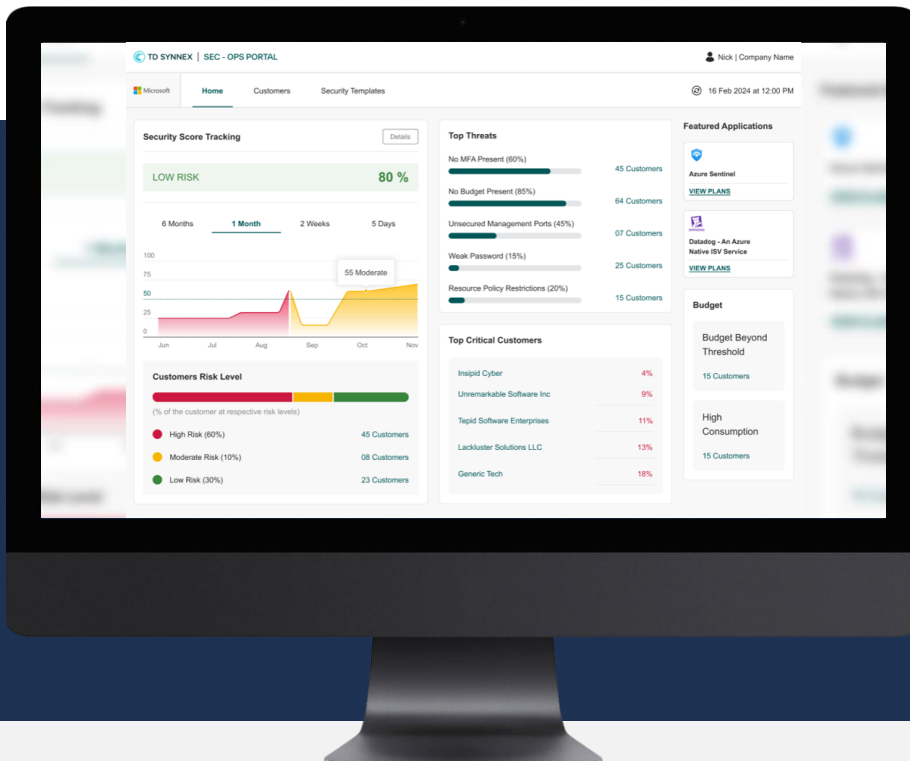 TD SYNNEX | SEC - OPS PORTAL
Nick | Company Name
Microsoft
Home
Customers
Security Templates
16 Feb 2024 at 12:00 PM
Security Score Tracking
Details
LOW RISK
80 %
6 Months
1 Month
2 Weeks
5 Days
100
75
50
25
0
55 Moderate
Jun
Jul
Aug
Sep
Oct
Nov
Customers Risk Level
(% of the customer at respective risk levels)
High Risk (60%)
45 Customers
Moderate Risk (10%)
08 Customers
Low Risk (30%)
23 Customers
Top Threats
No MFA Present (60%)
45 Customers
No Budget Present (85%)
64 Customers
Unsecured Management Ports (45%)
07 Customers
Weak Password (15%)
25 Customers
Resource Policy Restrictions (20%)
15 Customers
Top Critical Customers
Insipid Cyber
4%
Unremarkable Software Inc
9%
Tepid Software Enterprises
11%
Lackluster Solutions LLC
13%
Generic Tech
18%
Featured Applications
Azure Sentinel
VIEW PLANS
Datadog - An Azure
Native ISV Service
VIEW PLANS
Budget
Budget Beyond
Threshold
15 Customers
High
Consumption
15 Customers